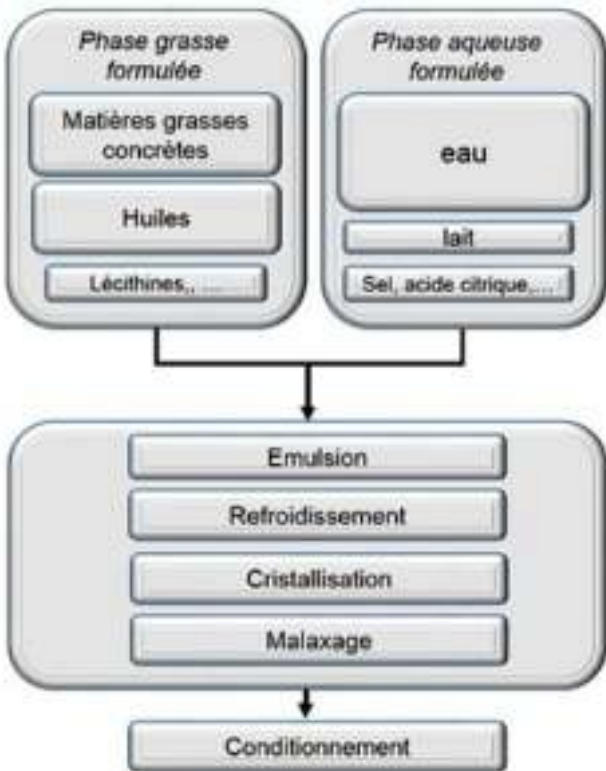 Phase grasse
formulée
Matières grasses
concrètes
Huiles
Lécithines,, ...
Phase aqueuse
formulée
eau
lait
Sel, acide citrique,...
Emulsion
Refroidissement
Cristallisation
Malaxage
Conditionnement